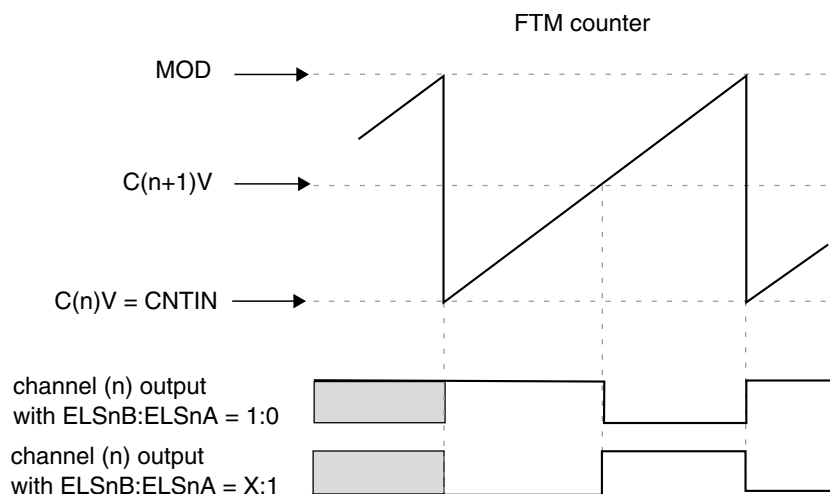 FTM counter
MOD
C(n+1)V
C(n)V = CNTIN
channel (n) output
with ELSnB:ELSnA = 1:0
channel (n) output
with ELSnB:ELSnA = X:1